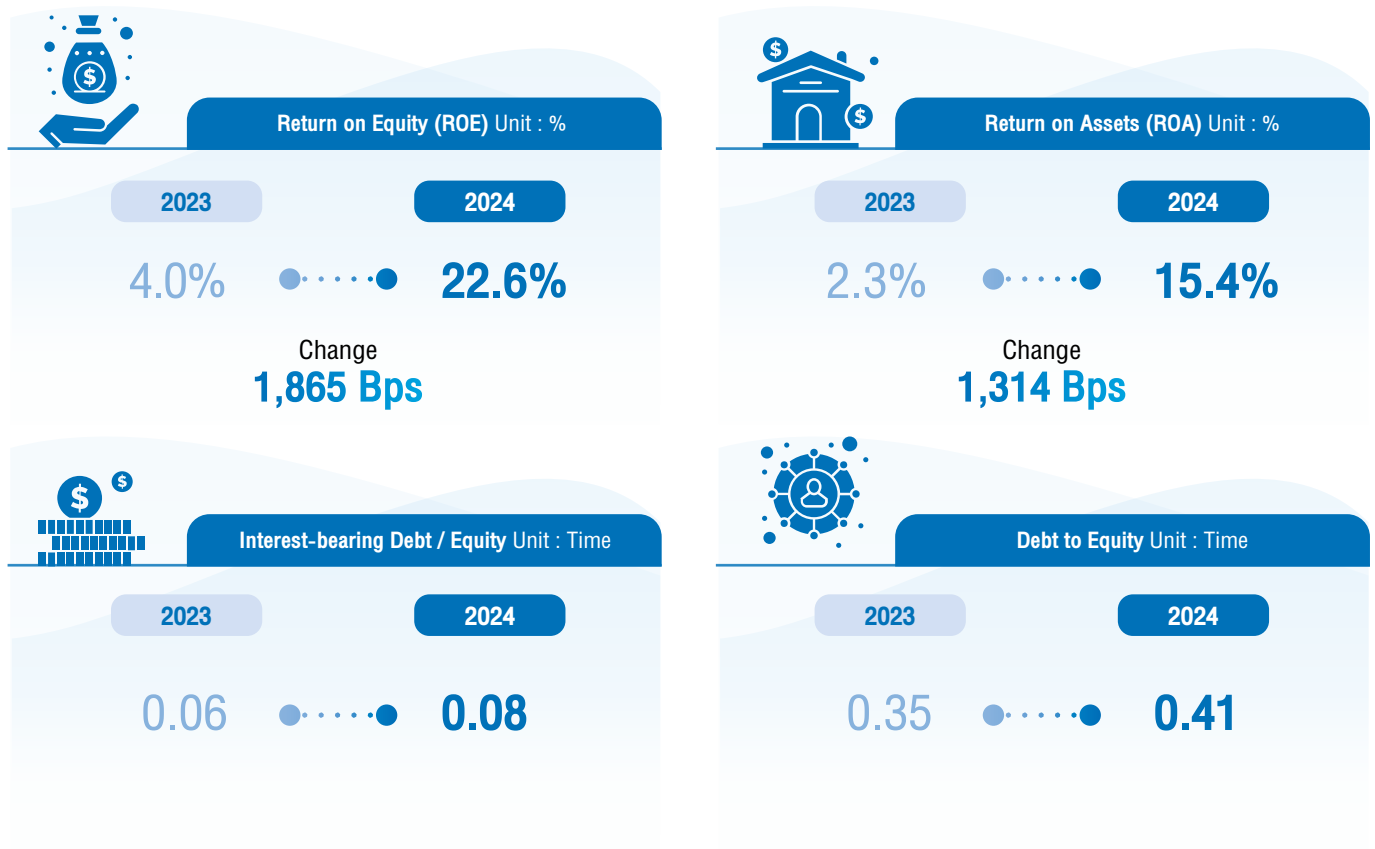 Return on Equity (ROE) Unit : %
2023
2024
4.0%
22.6%
Change
1,865 Bps
Return on Assets (ROA) Unit : %
2023
2024
2.3%
15.4%
Change
1,314 Bps
Interest-bearing Debt / Equity Unit : Time
2023
2024
0.06
0.08
Debt to Equity Unit : Time
2023
2024
0.35
0.41